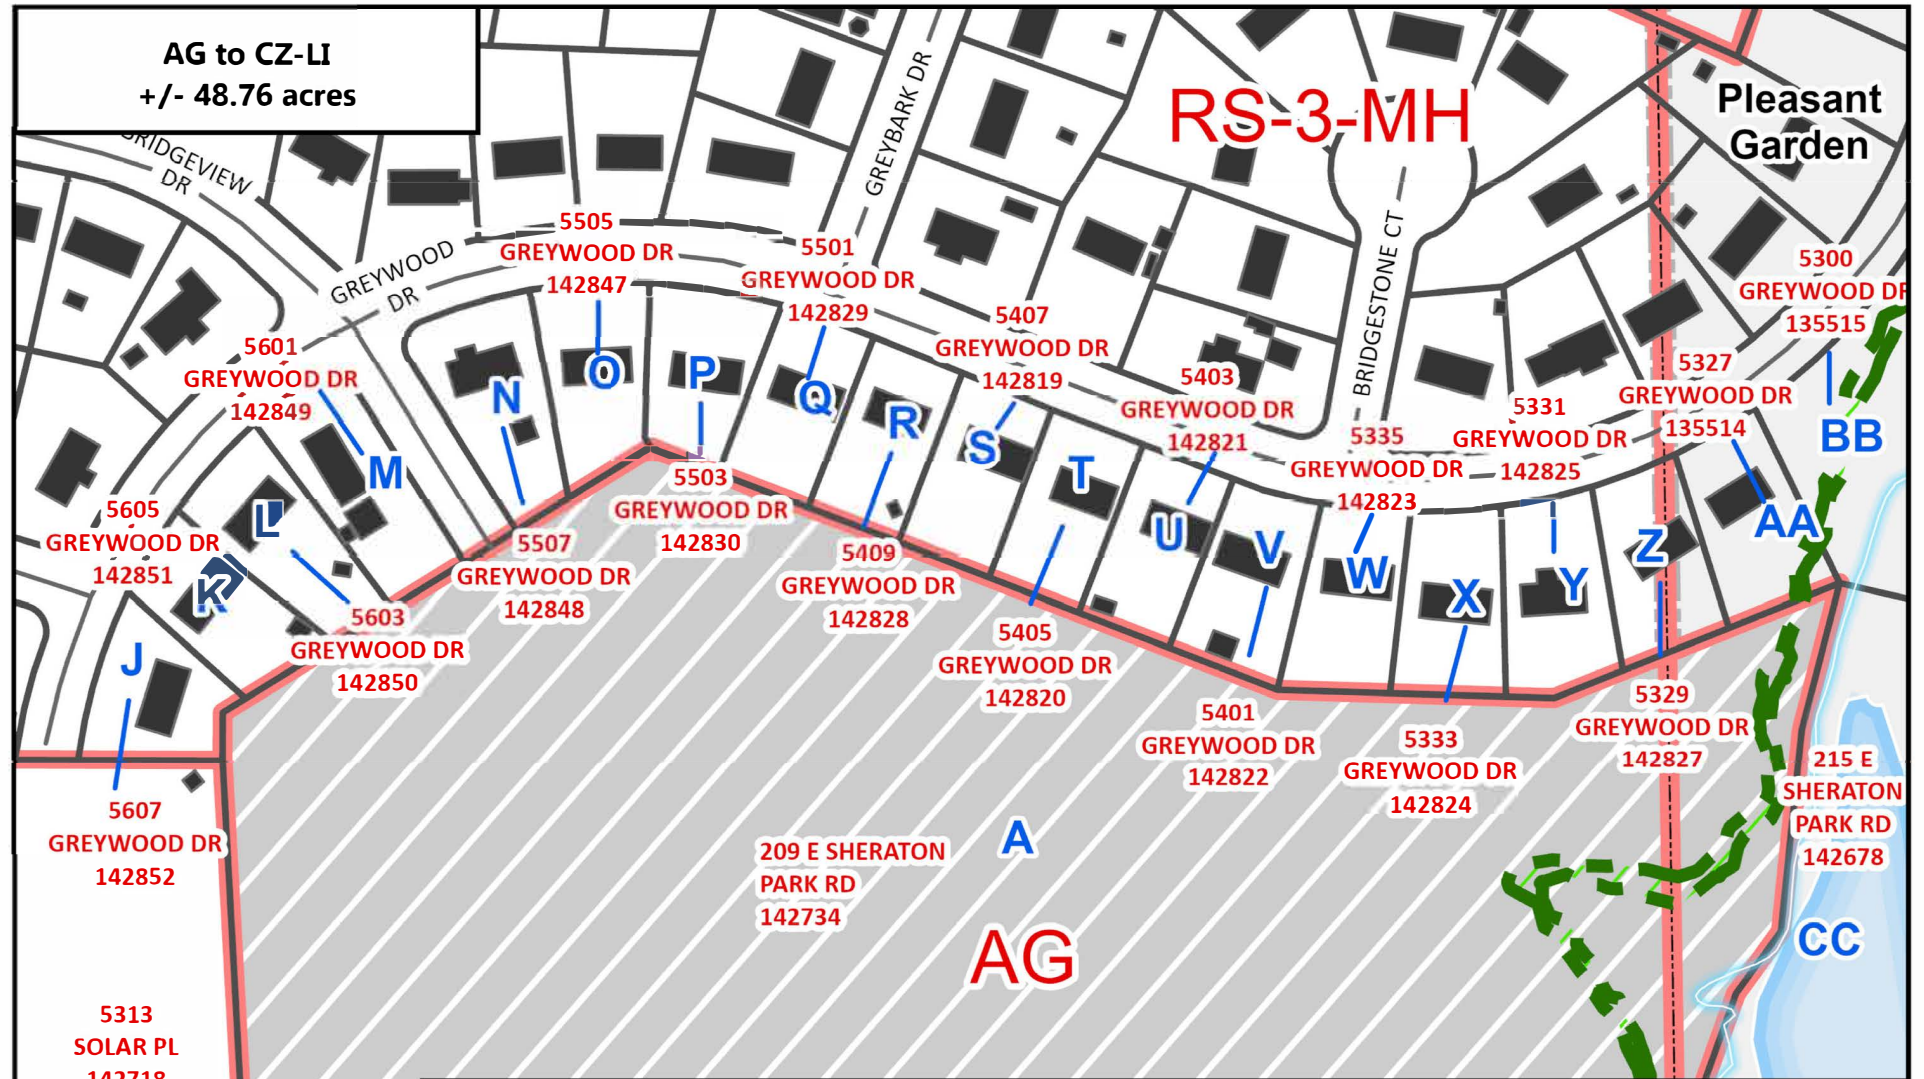 AG to CZ-LI
+/- 48.76 acres
BRIDGEVIEW
DR
GREYWOOD
DR
GREYBARK DR
RS-3-MH
BRIDGESTONE CT
Pleasant
Garden
5505
GREYWOOD DR
142847
5501
GREYWOOD DR
142829
5407
GREYWOOD DR
142819
5403
GREYWOOD DR
142821
5335
GREYWOOD DR
142823
5331
GREYWOOD DR
142825
5327
GREYWOOD DR
135514
5300
GREYWOOD DR
135515
5601
GREYWOOD DR
142849
5605
GREYWOOD DR
142851
J
K
L
M
N
O
P
Q
R
S
T
U
V
W
X
Y
Z
AA
BB
5607
GREYWOOD DR
142852
5603
GREYWOOD DR
142850
5507
GREYWOOD DR
142848
5503
GREYWOOD DR
142830
5409
GREYWOOD DR
142828
5405
GREYWOOD DR
142820
5401
GREYWOOD DR
142822
5333
GREYWOOD DR
142824
5329
GREYWOOD DR
142827
215 E
SHERATON
PARK RD
142678
CC
A
209 E SHERATON
PARK RD
142734
AG
5313
SOLAR PL
142718